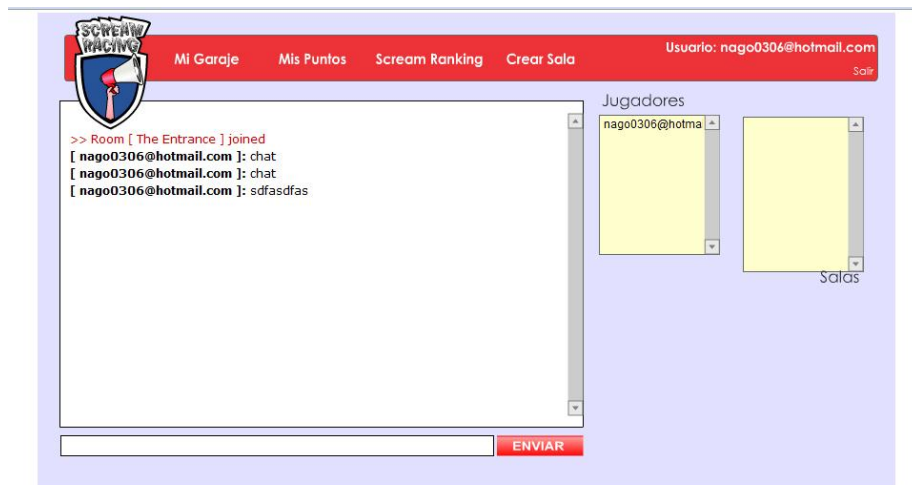 SCREAM
RACING
Mi Garaje
Mis Puntos
Scream Ranking
Crear Sala
Usuario: nago0306@hotmail.com
Salir
>> Room [ The Entrance ] joined
[ nago0306@hotmail.com ]: chat
[ nago0306@hotmail.com ]: chat
[ nago0306@hotmail.com ]: sdfasdfas
Jugadores
nago0306@hotma
Salas
ENVIAR